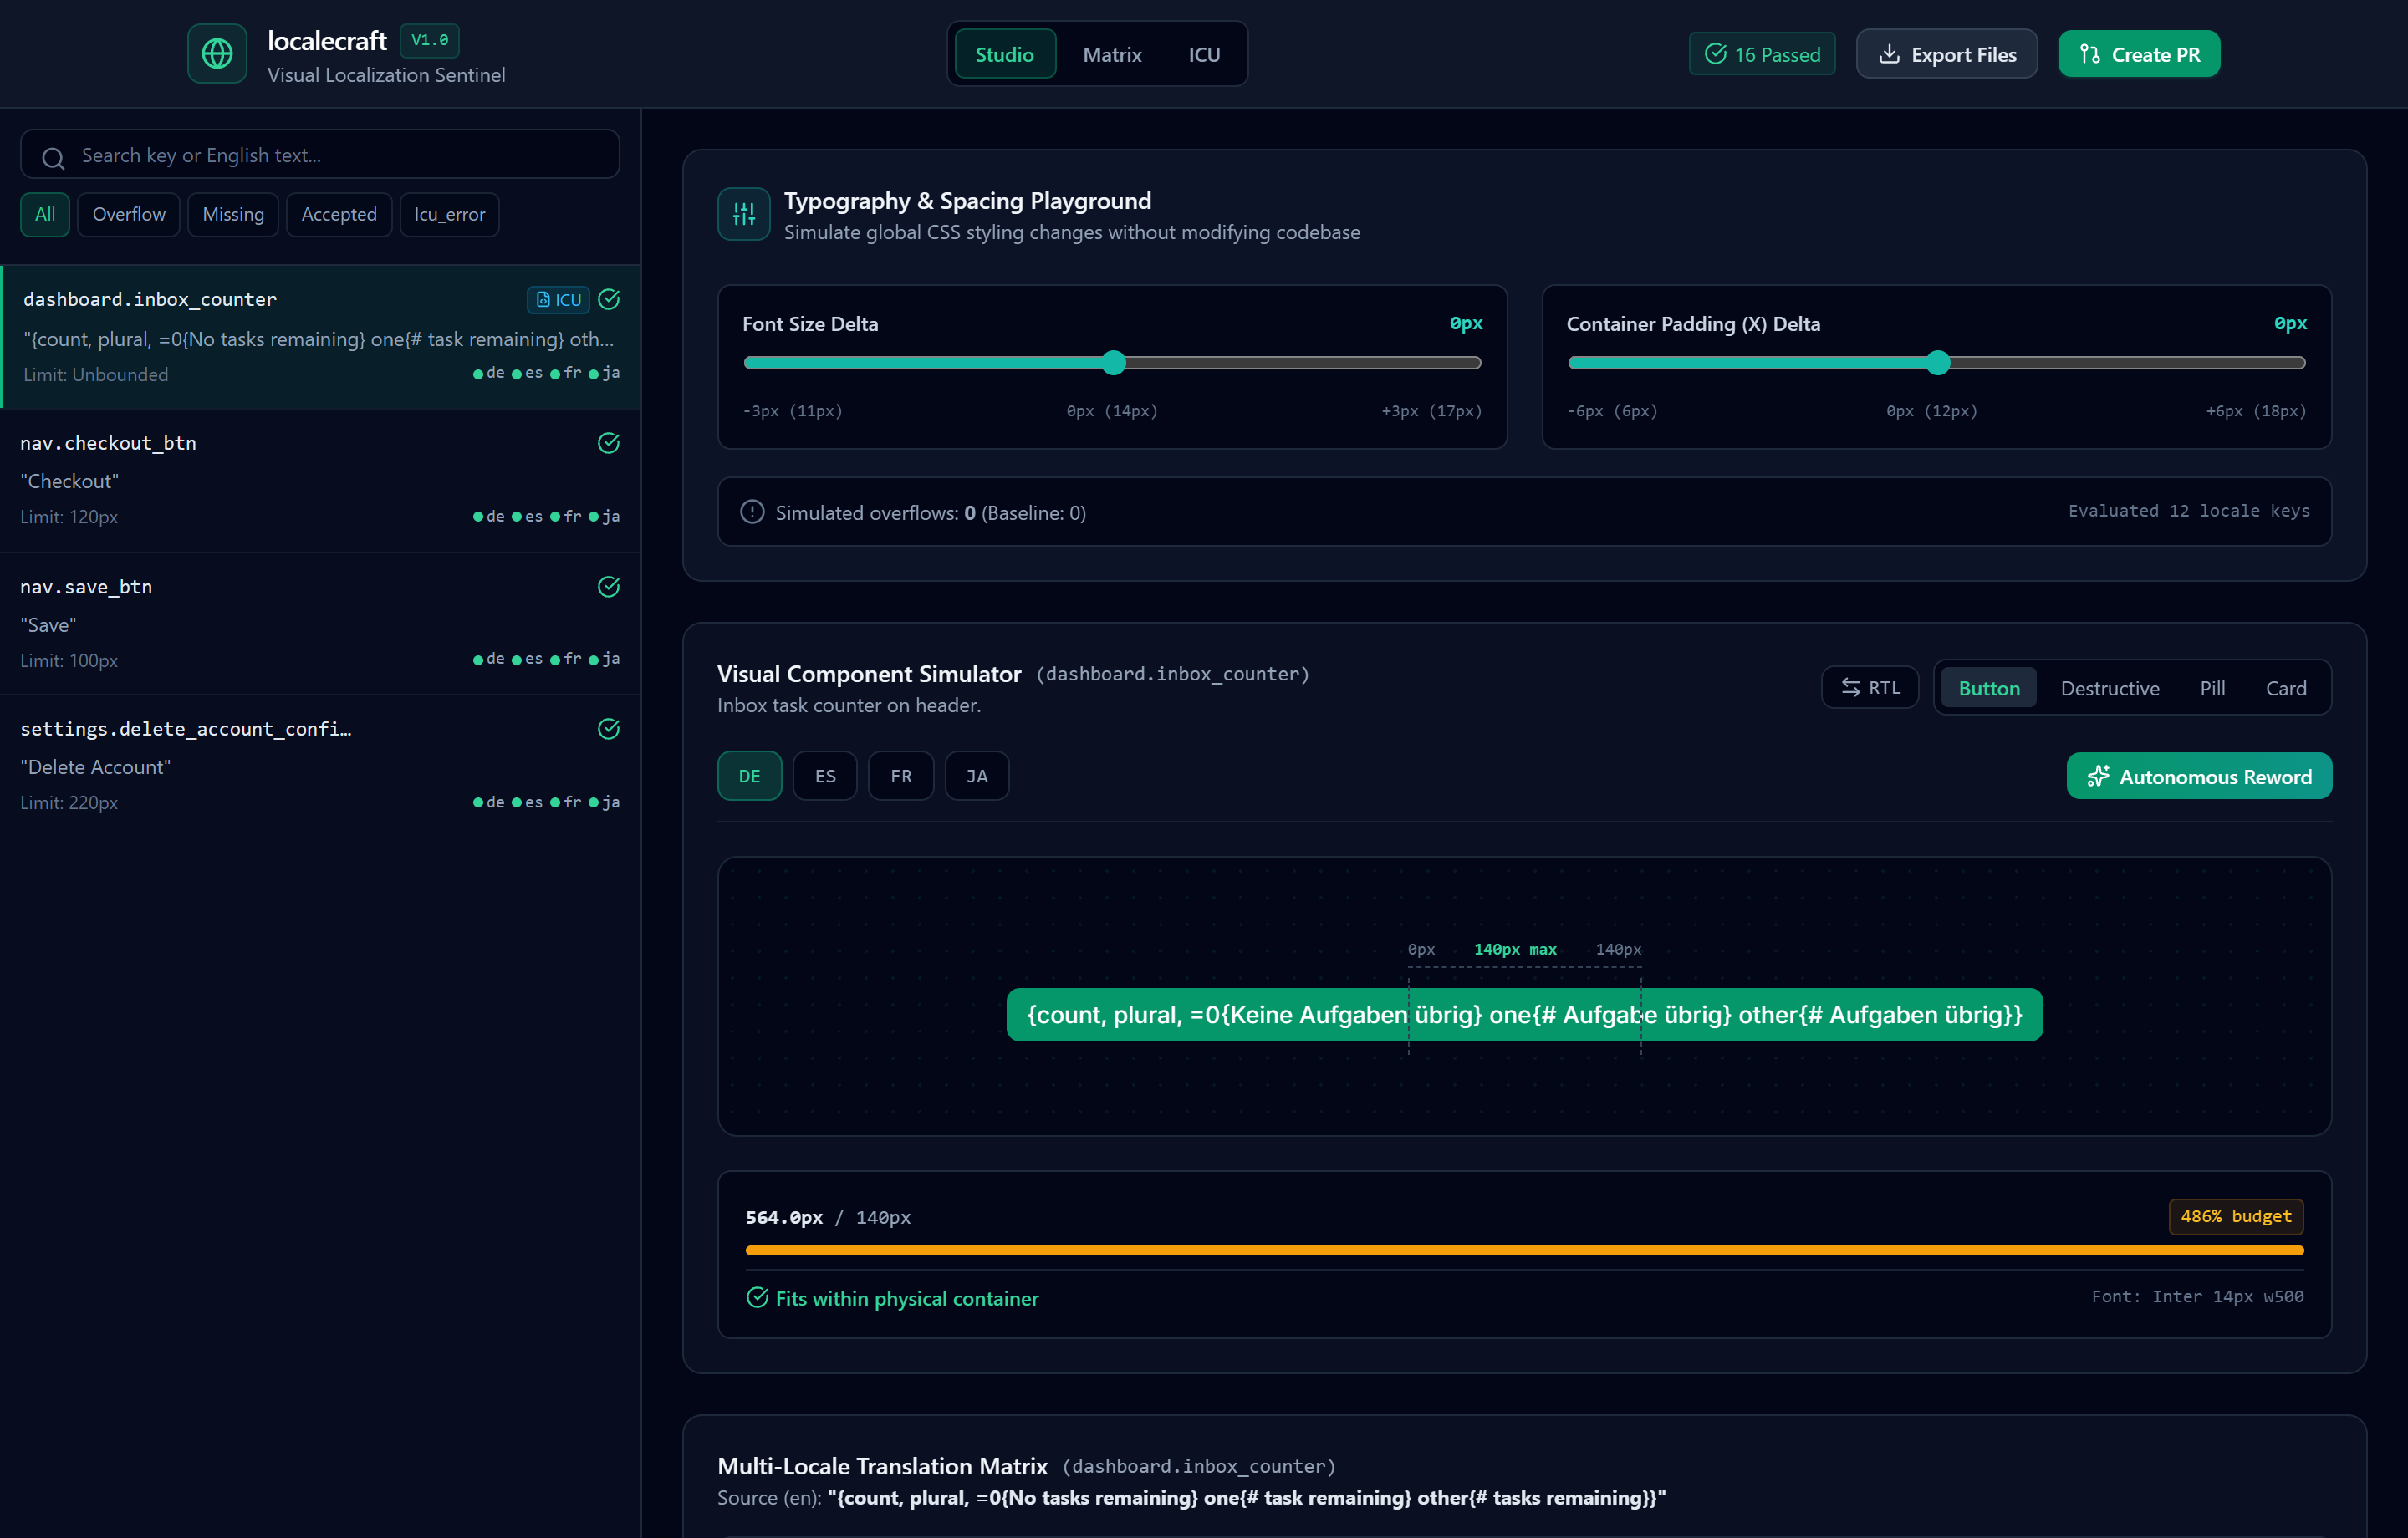 localecraft V1.0
Visual Localization Sentinel
Studio Matrix ICU
16 Passed
Export Files
Create PR
Search key or English text...
All Overflow Missing Accepted Icu_error
dashboard.inbox_counter ICU
"{count, plural, =0{No tasks remaining} one{# task remaining} oth...
Limit: Unbounded de es fr ja
nav.checkout_btn
"Checkout"
Limit: 120px de es fr ja
nav.save_btn
"Save"
Limit: 100px de es fr ja
settings.delete_account_confi...
"Delete Account"
Limit: 220px de es fr ja
Typography & Spacing Playground
Simulate global CSS styling changes without modifying codebase
Font Size Delta 0px
-3px (11px) 0px (14px) +3px (17px)
Container Padding (X) Delta 0px
-6px (6px) 0px (12px) +6px (18px)
Simulated overflows: 0 (Baseline: 0) Evaluated 12 locale keys
Visual Component Simulator (dashboard.inbox_counter)
Inbox task counter on header.
RTL Button Destructive Pill Card
DE ES FR JA Autonomous Reword
0px 140px max 140px
{count, plural, =0{Keine Aufgaben übrig} one{# Aufgabe übrig} other{# Aufgaben übrig}}
564.0px / 140px 486% budget
Fits within physical container Font: Inter 14px w500
Multi-Locale Translation Matrix (dashboard.inbox_counter)
Source (en): "{count, plural, =0{No tasks remaining} one{# task remaining} other{# tasks remaining}}"